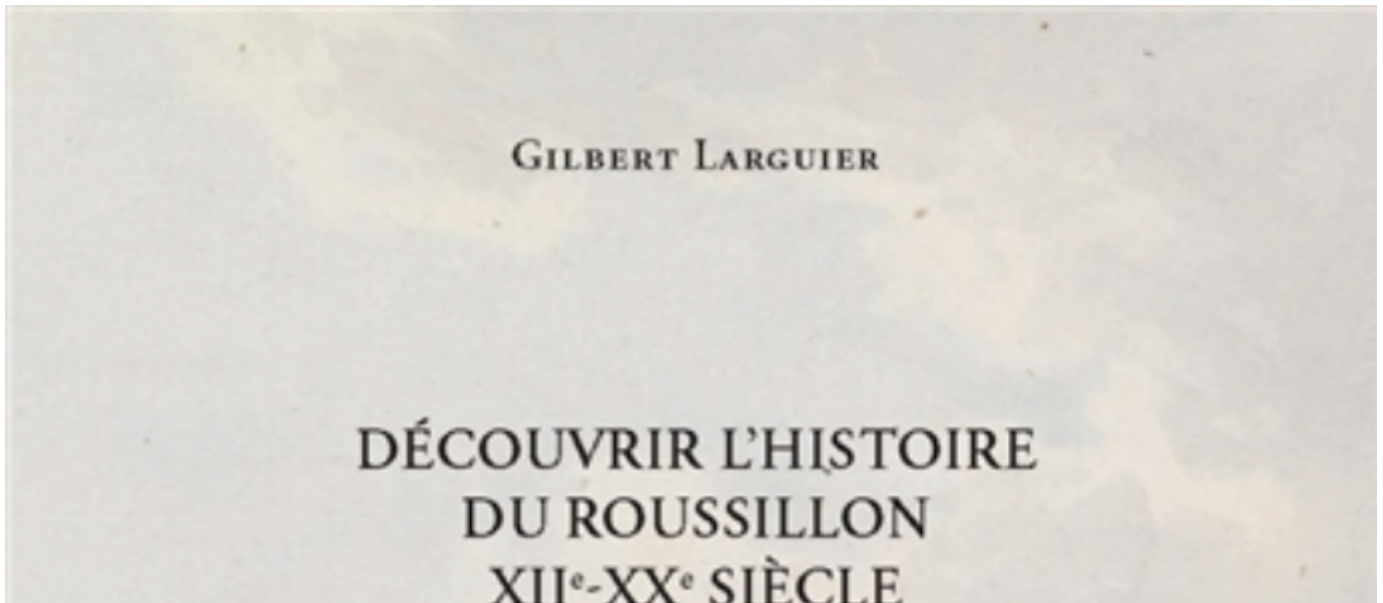 GILBERT LARGUIER
DÉCOUVRIR L'HISTOIRE
DU ROUSSILLON
XIIᵉ-XXᵉ SIÈCLE